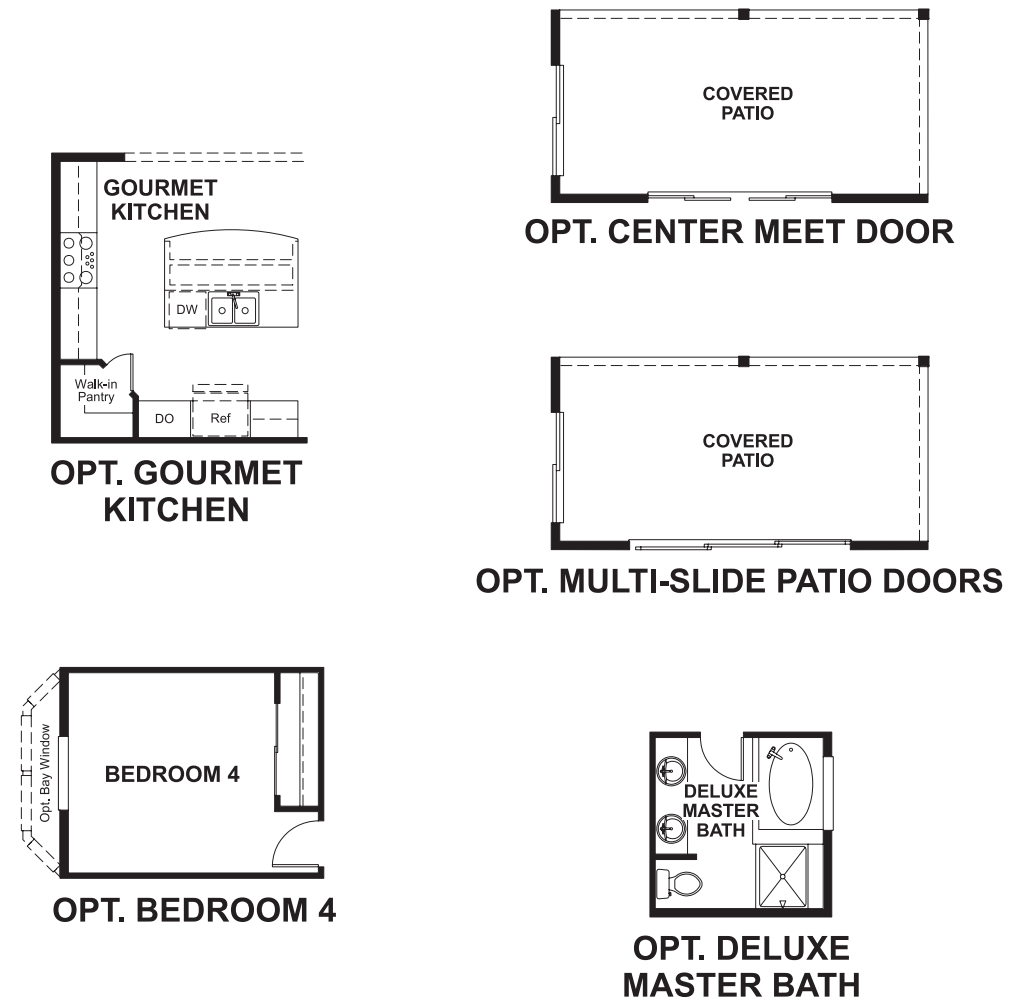 COVERED
PATIO
OPT. CENTER MEET DOOR
GOURMET
KITCHEN
DW
Walk-in
Pantry
DO
Ref
OPT. GOURMET
KITCHEN
COVERED
PATIO
OPT. MULTI-SLIDE PATIO DOORS
Opt. Bay Window
BEDROOM 4
OPT. BEDROOM 4
DELUXE
MASTER
BATH
OPT. DELUXE
MASTER BATH